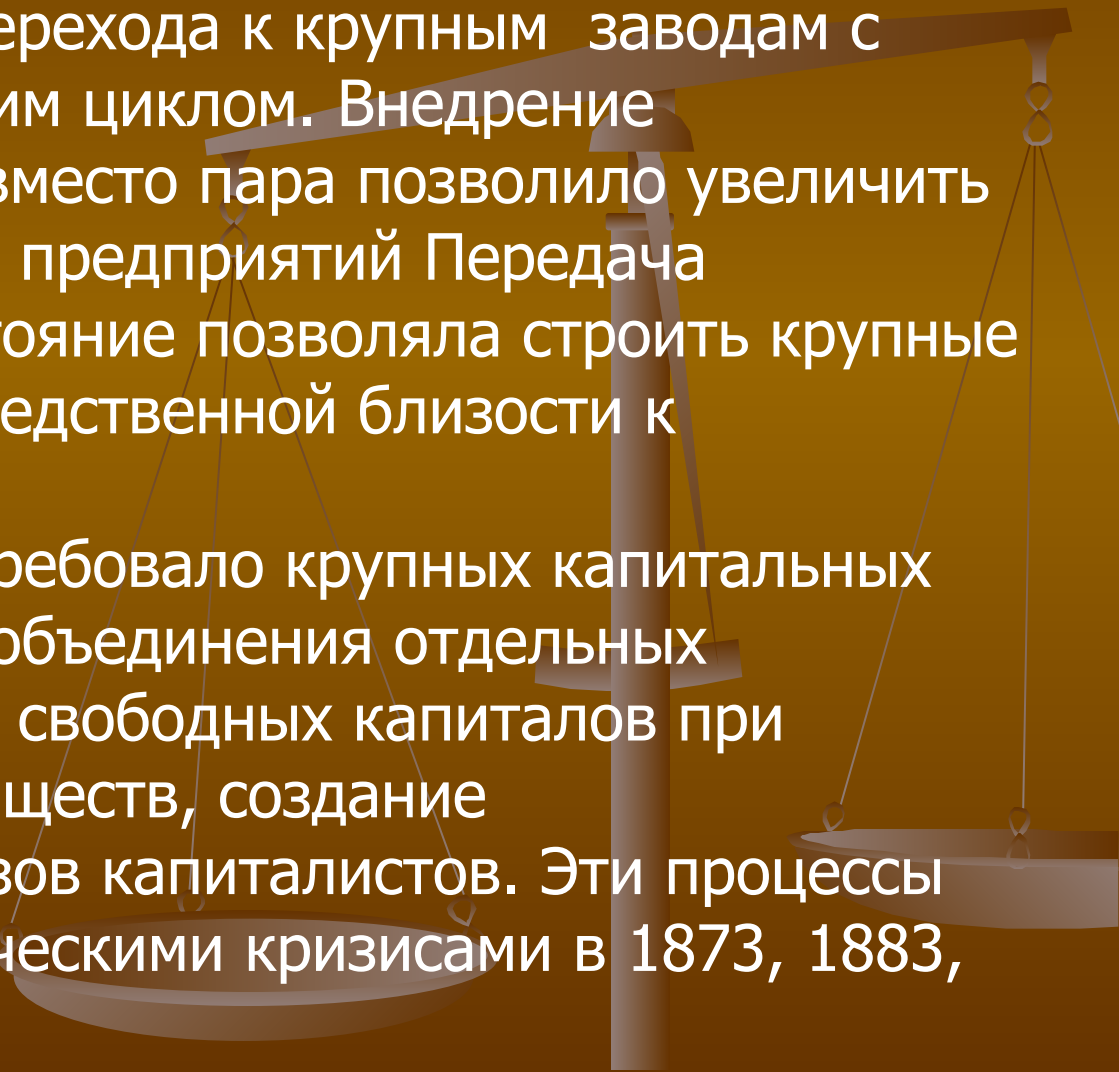 ерехода к крупным заводам с
им циклом. Внедрение
вместо пара позволило увеличить
предприятий Передача
тояние позволяла строить крупные
едственной близости к
ребовало крупных капитальных
объединения отдельных
свободных капиталов при
ществ, создание
зов капиталистов. Эти процессы
ческими кризисами в 1873, 1883,